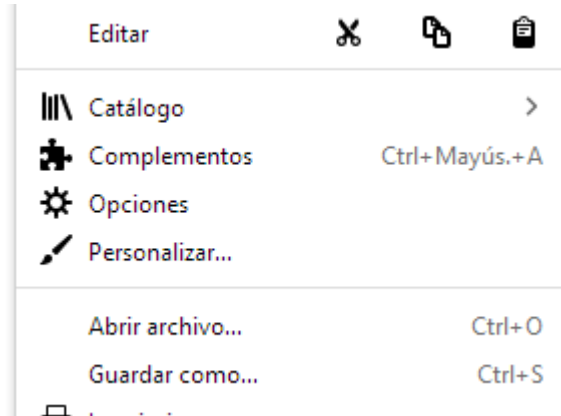 Editar
Catálogo
Complementos Ctrl+Mayús.+A
Opciones
Personalizar...
Abrir archivo... Ctrl+O
Guardar como... Ctrl+S